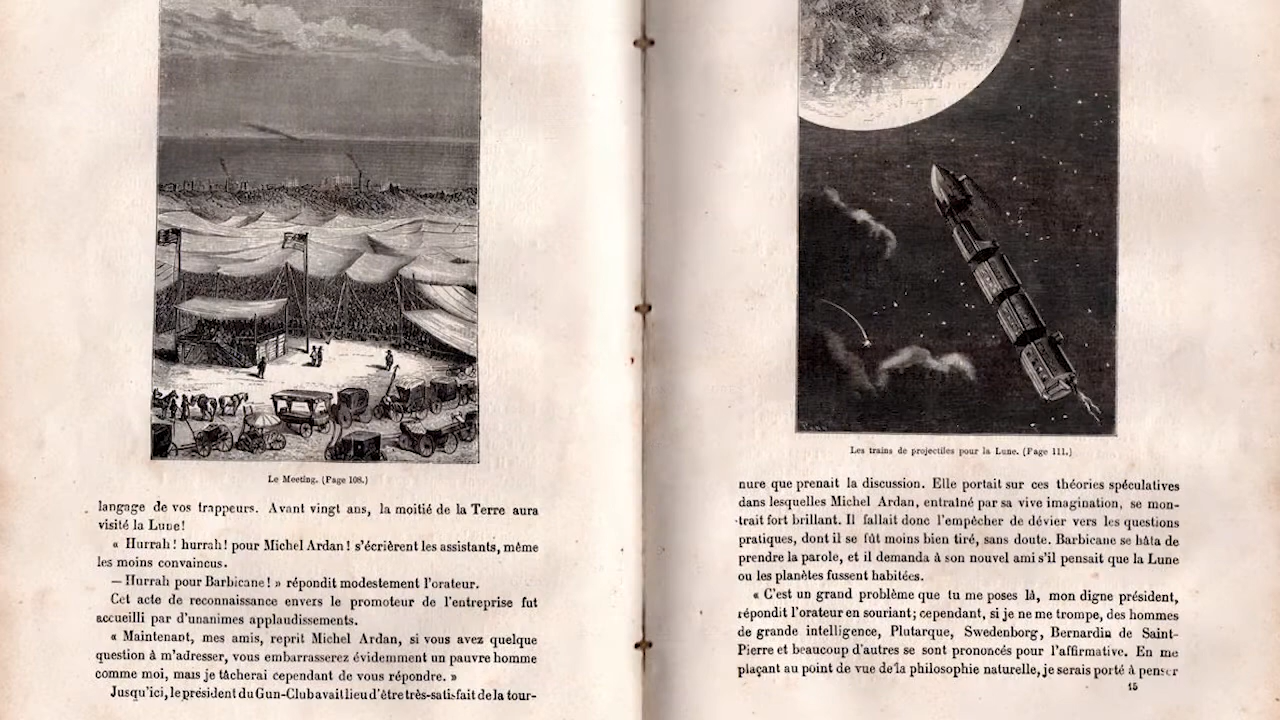 Le Meeting. (Page 108.)
langage de vos trappeurs. Avant vingt ans, la moitié de la Terre aura
visité la Lune!
« Hurrah! hurrah! pour Michel Ardan! s'écrièrent les assistants, même
les moins convaincus.
— Hurrah pour Barbicane! » répondit modestement l'orateur.
Cet acte de reconnaissance envers le promoteur de l'entreprise fut
accueilli par d'unanimes applaudissements.
« Maintenant, mes amis, reprit Michel Ardan, si vous avez quelque
question à m'adresser, vous embarrasserez évidemment un pauvre homme
comme moi, mais je tâcherai cependant de vous répondre. »
Jusqu'ici, le président du Gun-Club avait lieu d'être très-satisfait de la tour-
Les trains de projectiles pour la Lune. (Page 111.)
nure que prenait la discussion. Elle portait sur ces théories spéculatives
dans lesquelles Michel Ardan, entraîné par sa vive imagination, se mon-
trait fort brillant. Il fallait donc l'empêcher de dévier vers les questions
pratiques, dont il se fût moins bien tiré, sans doute. Barbicane se hâta de
prendre la parole, et il demanda à son nouvel ami s'il pensait que la Lune
ou les planètes fussent habitées.
« C'est un grand problème que tu me poses là, mon digne président,
répondit l'orateur en souriant; cependant, si je ne me trompe, des hommes
de grande intelligence, Plutarque, Swedenborg, Bernardin de Saint-
Pierre et beaucoup d'autres se sont prononcés pour l'affirmative. En me
plaçant au point de vue de la philosophie naturelle, je serais porté à penser
15